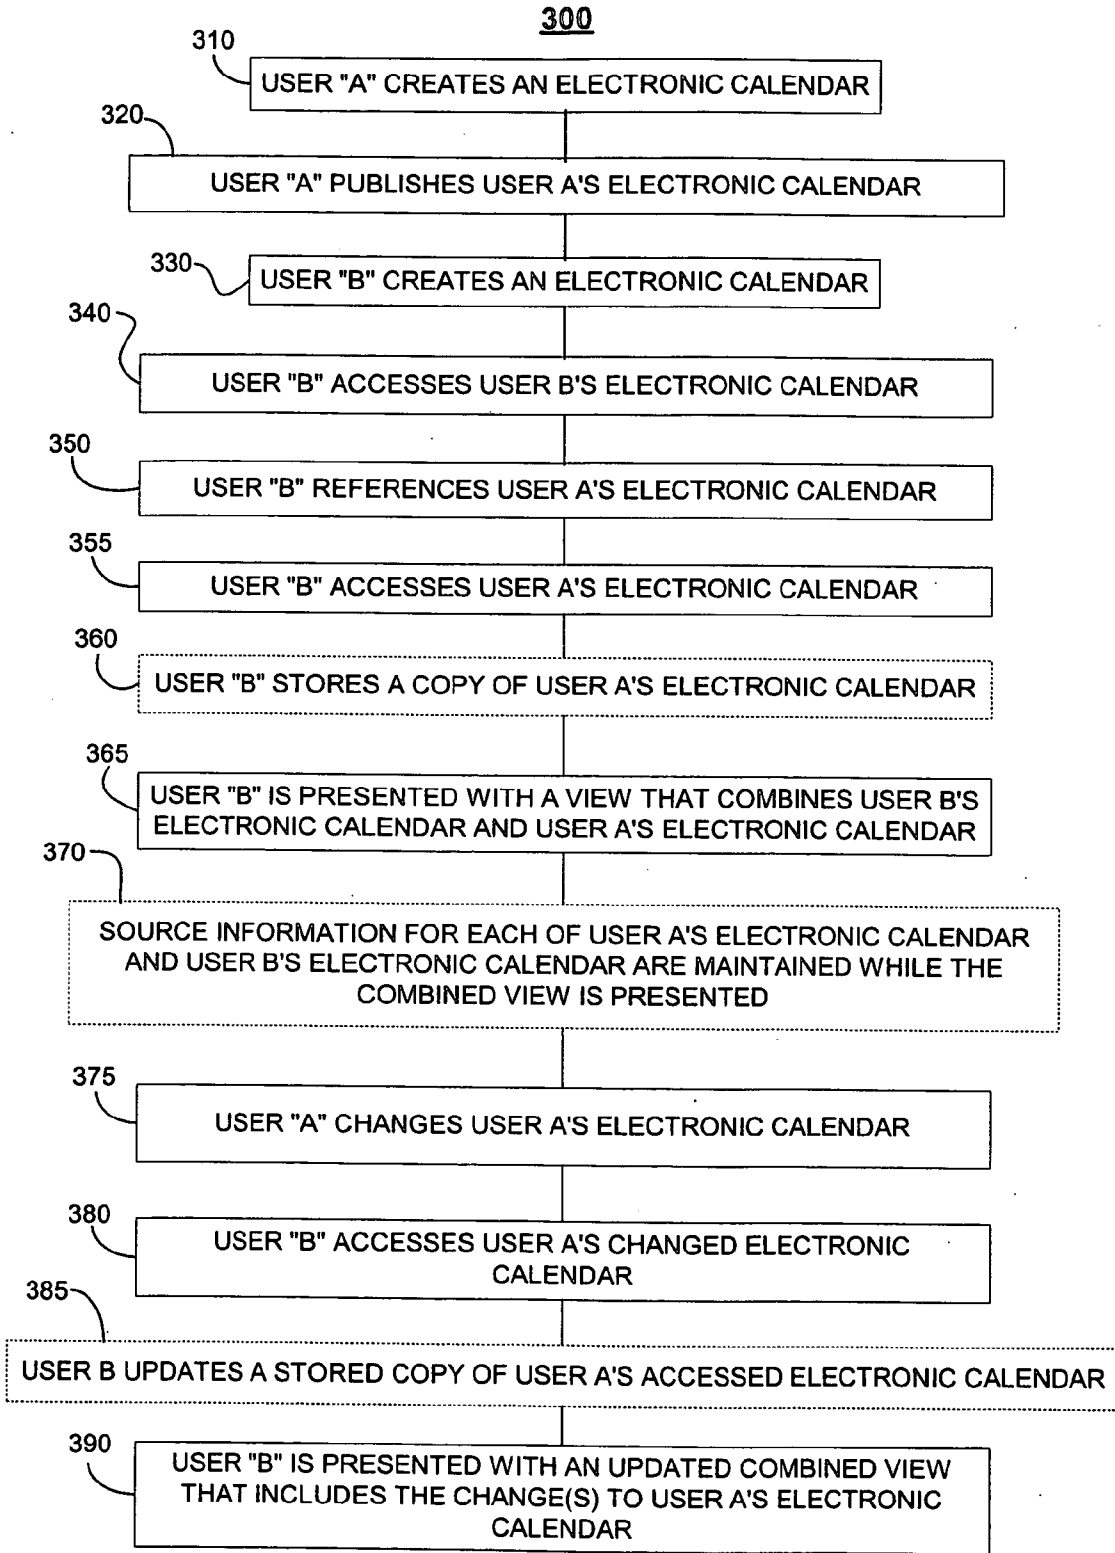 300
310
USER "A" CREATES AN ELECTRONIC CALENDAR
320
USER "A" PUBLISHES USER A'S ELECTRONIC CALENDAR
330
USER "B" CREATES AN ELECTRONIC CALENDAR
340
USER "B" ACCESSES USER B'S ELECTRONIC CALENDAR
350
USER "B" REFERENCES USER A'S ELECTRONIC CALENDAR
355
USER "B" ACCESSES USER A'S ELECTRONIC CALENDAR
360
USER "B" STORES A COPY OF USER A'S ELECTRONIC CALENDAR
365
USER "B" IS PRESENTED WITH A VIEW THAT COMBINES USER B'S
ELECTRONIC CALENDAR AND USER A'S ELECTRONIC CALENDAR
370
SOURCE INFORMATION FOR EACH OF USER A'S ELECTRONIC CALENDAR
AND USER B'S ELECTRONIC CALENDAR ARE MAINTAINED WHILE THE
COMBINED VIEW IS PRESENTED
375
USER "A" CHANGES USER A'S ELECTRONIC CALENDAR
380
USER "B" ACCESSES USER A'S CHANGED ELECTRONIC
CALENDAR
385
USER B UPDATES A STORED COPY OF USER A'S ACCESSED ELECTRONIC CALENDAR
390
USER "B" IS PRESENTED WITH AN UPDATED COMBINED VIEW
THAT INCLUDES THE CHANGE(S) TO USER A'S ELECTRONIC
CALENDAR